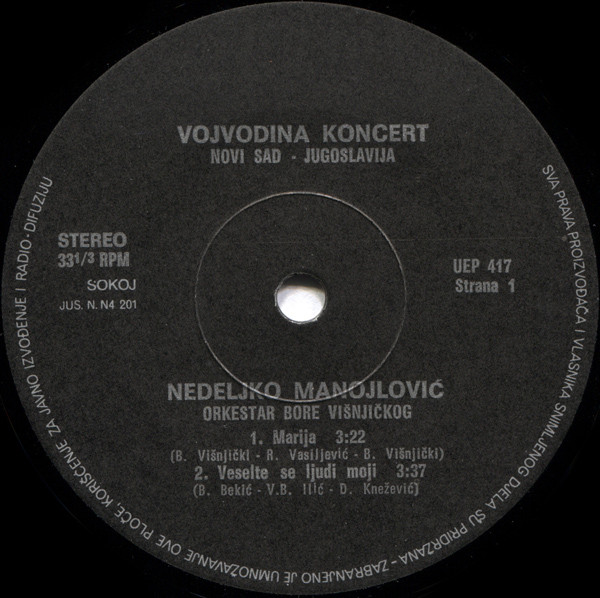 VOJVODINA KONCERT
NOVI SAD - JUGOSLAVIJA
STEREO
33 1/3 RPM
SOKOJ
JUS. N. N4 201
UEP 417
Strana 1
NEDELJKO MANOJLOVIĆ
ORKESTAR BORE VIŠNJIČKOG
1. Marija 3:22
(B. Višnjički - R. Vasiljević - B. Višnjički)
2. Veselte se ljudi moji 3:37
(B. Bekić - V.B. Ilić - D. Knežević)
SVA PRAVA PROIZVOĐAČA I VLASNIKA SNIMLJENOG DJELA SU PRIDRŽANA - ZABRANJENO JE UMNOŽAVANJE OVE PLOČE, KORIŠĆENJE ZA JAVNO IZVOĐENJE I RADIO-DIFUZIJU